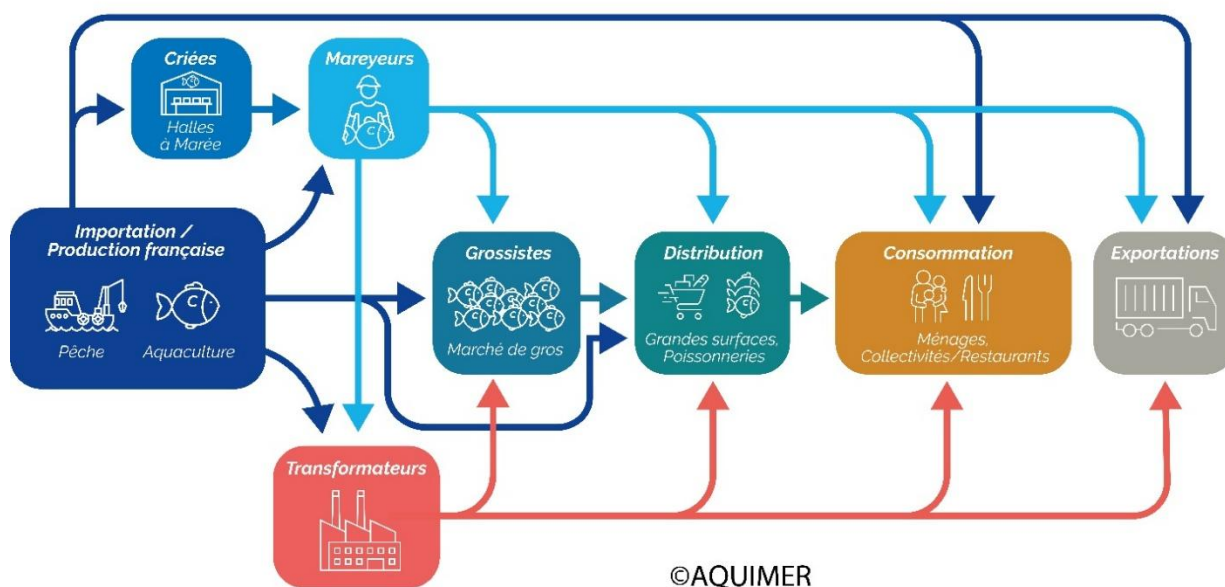 Criées
Halles
à Marée
Mareyeurs
Importation /
Production française
Pêche
Aquaculture
Grossistes
Marché de gros
Distribution
Grandes surfaces,
Poissonneries
Consommation
Ménages,
Collectivités/Restaurants
Exportations
Transformateurs
©AQUIMER